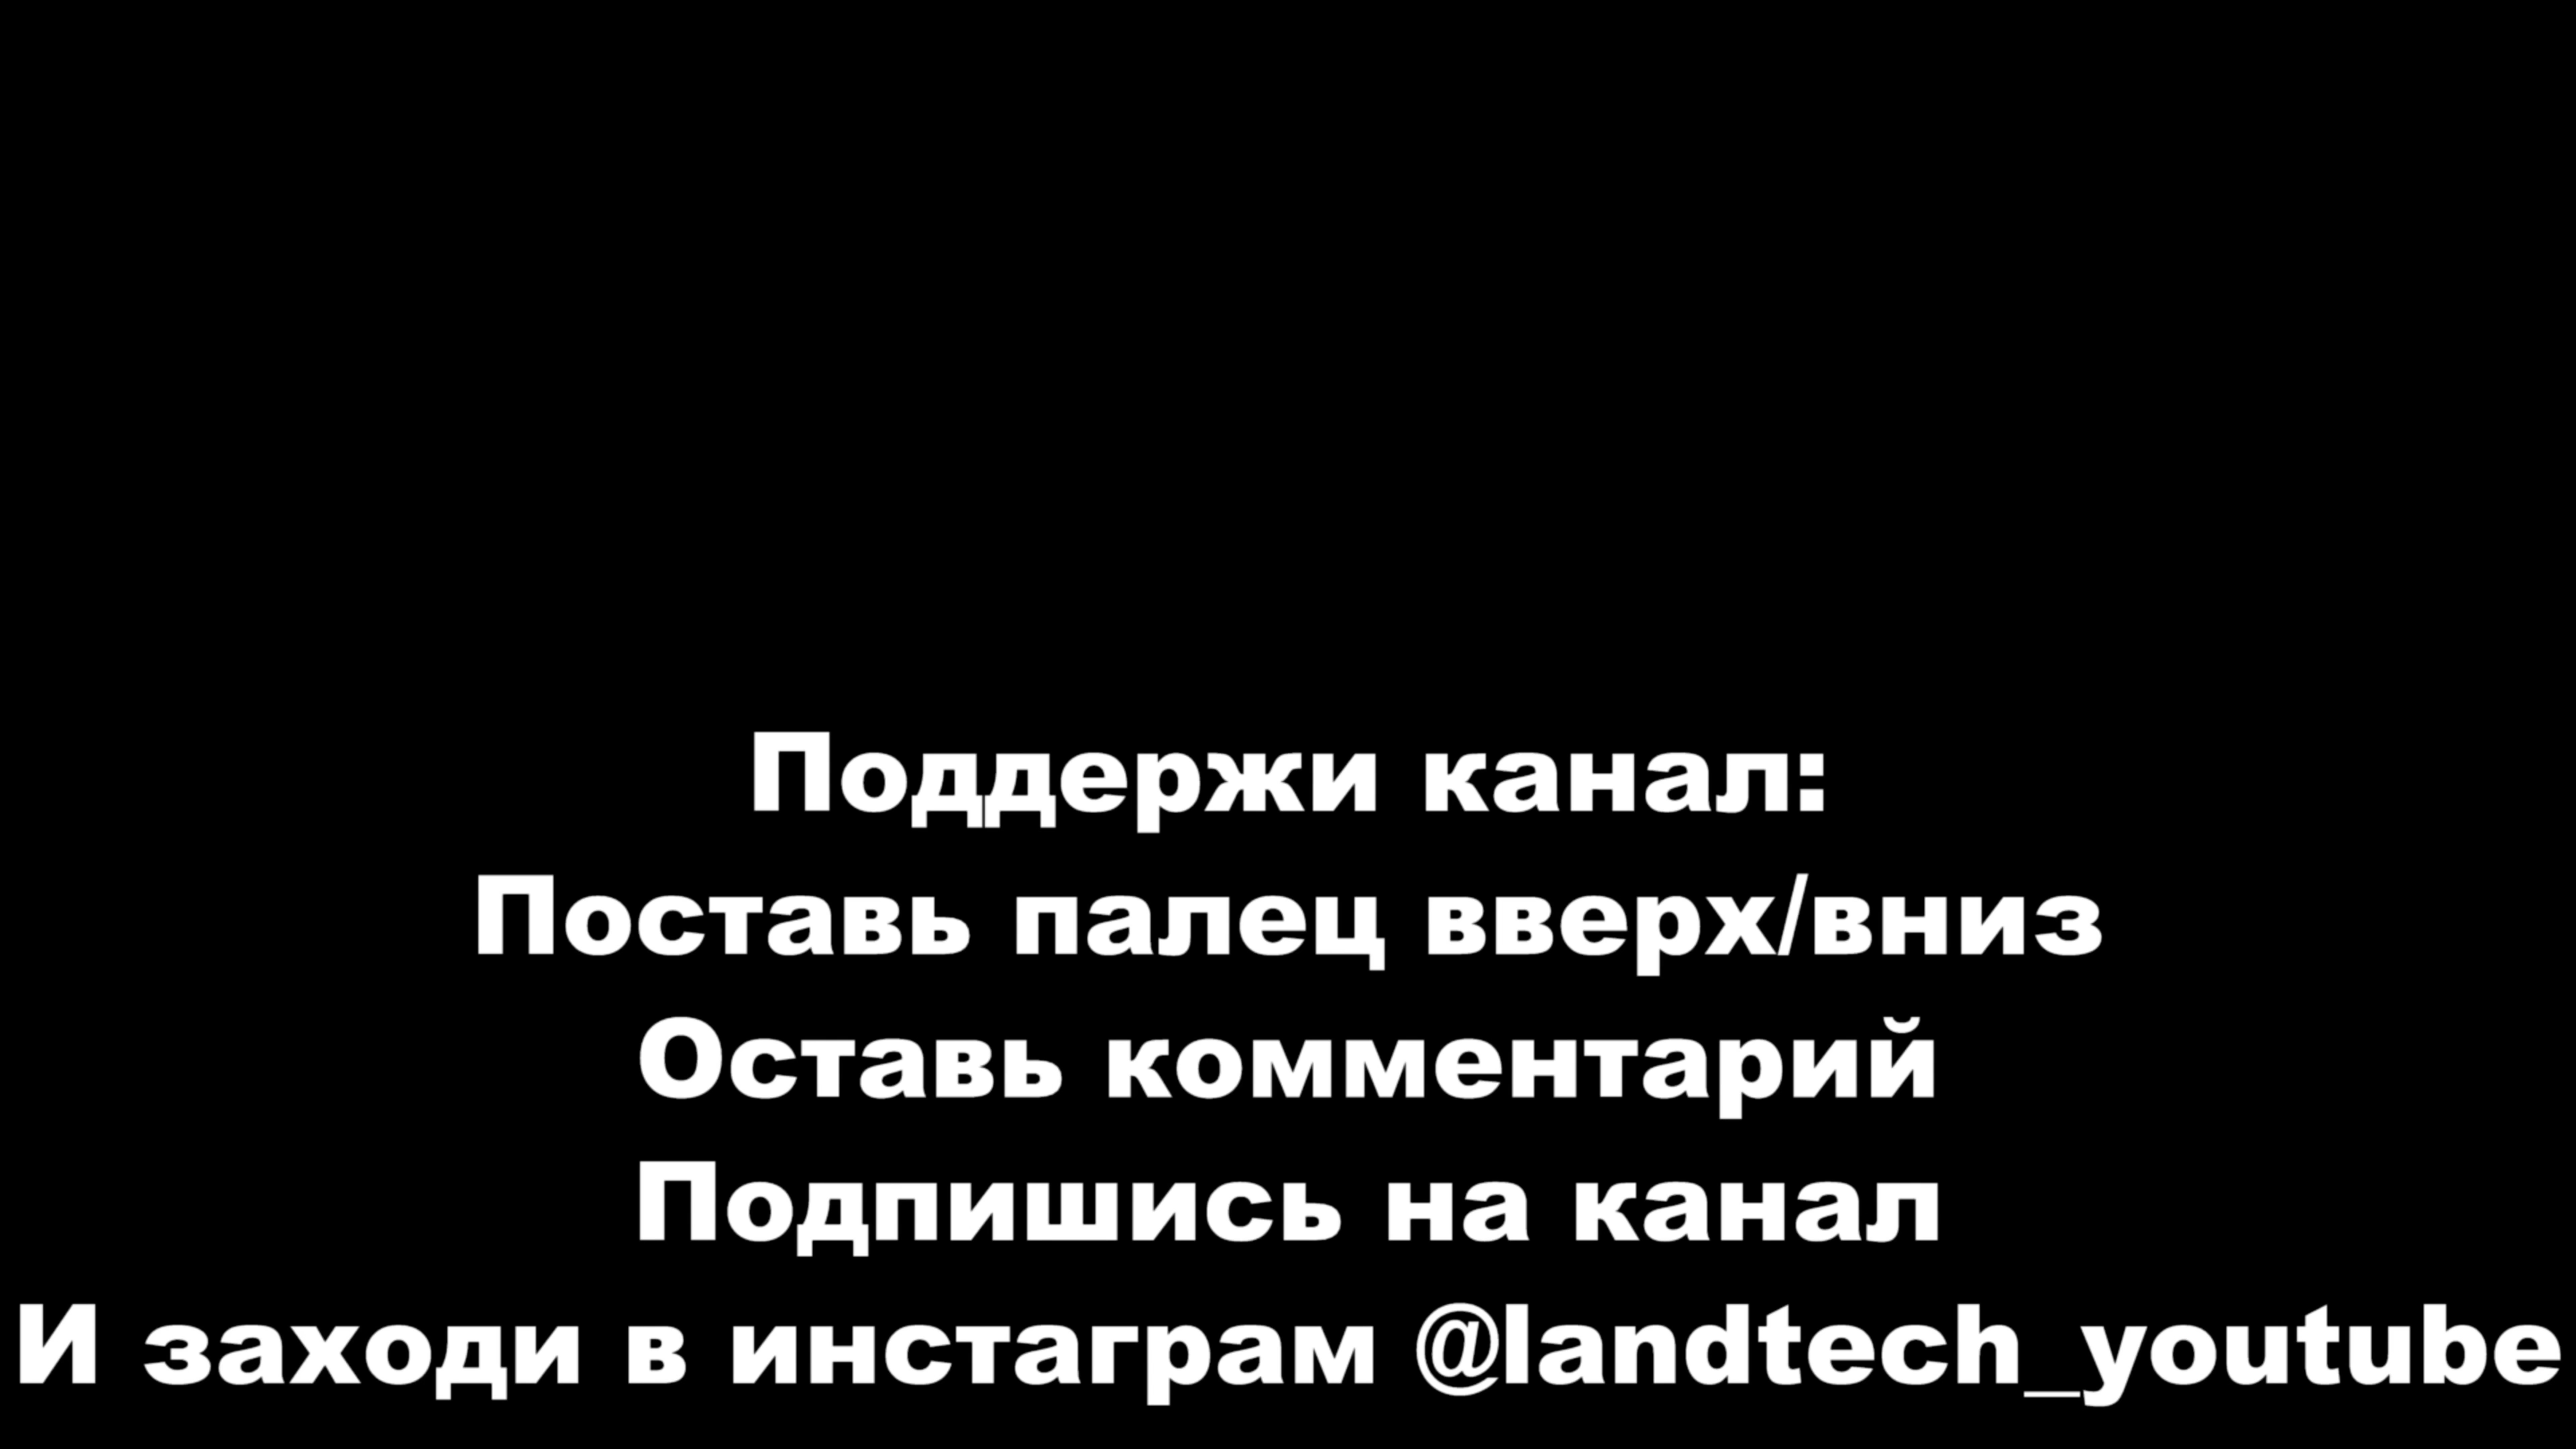 Поддержи канал:
Поставь палец вверх/вниз
Оставь комментарий
Подпишись на канал
И заходи в инстаграм @landtech_youtube